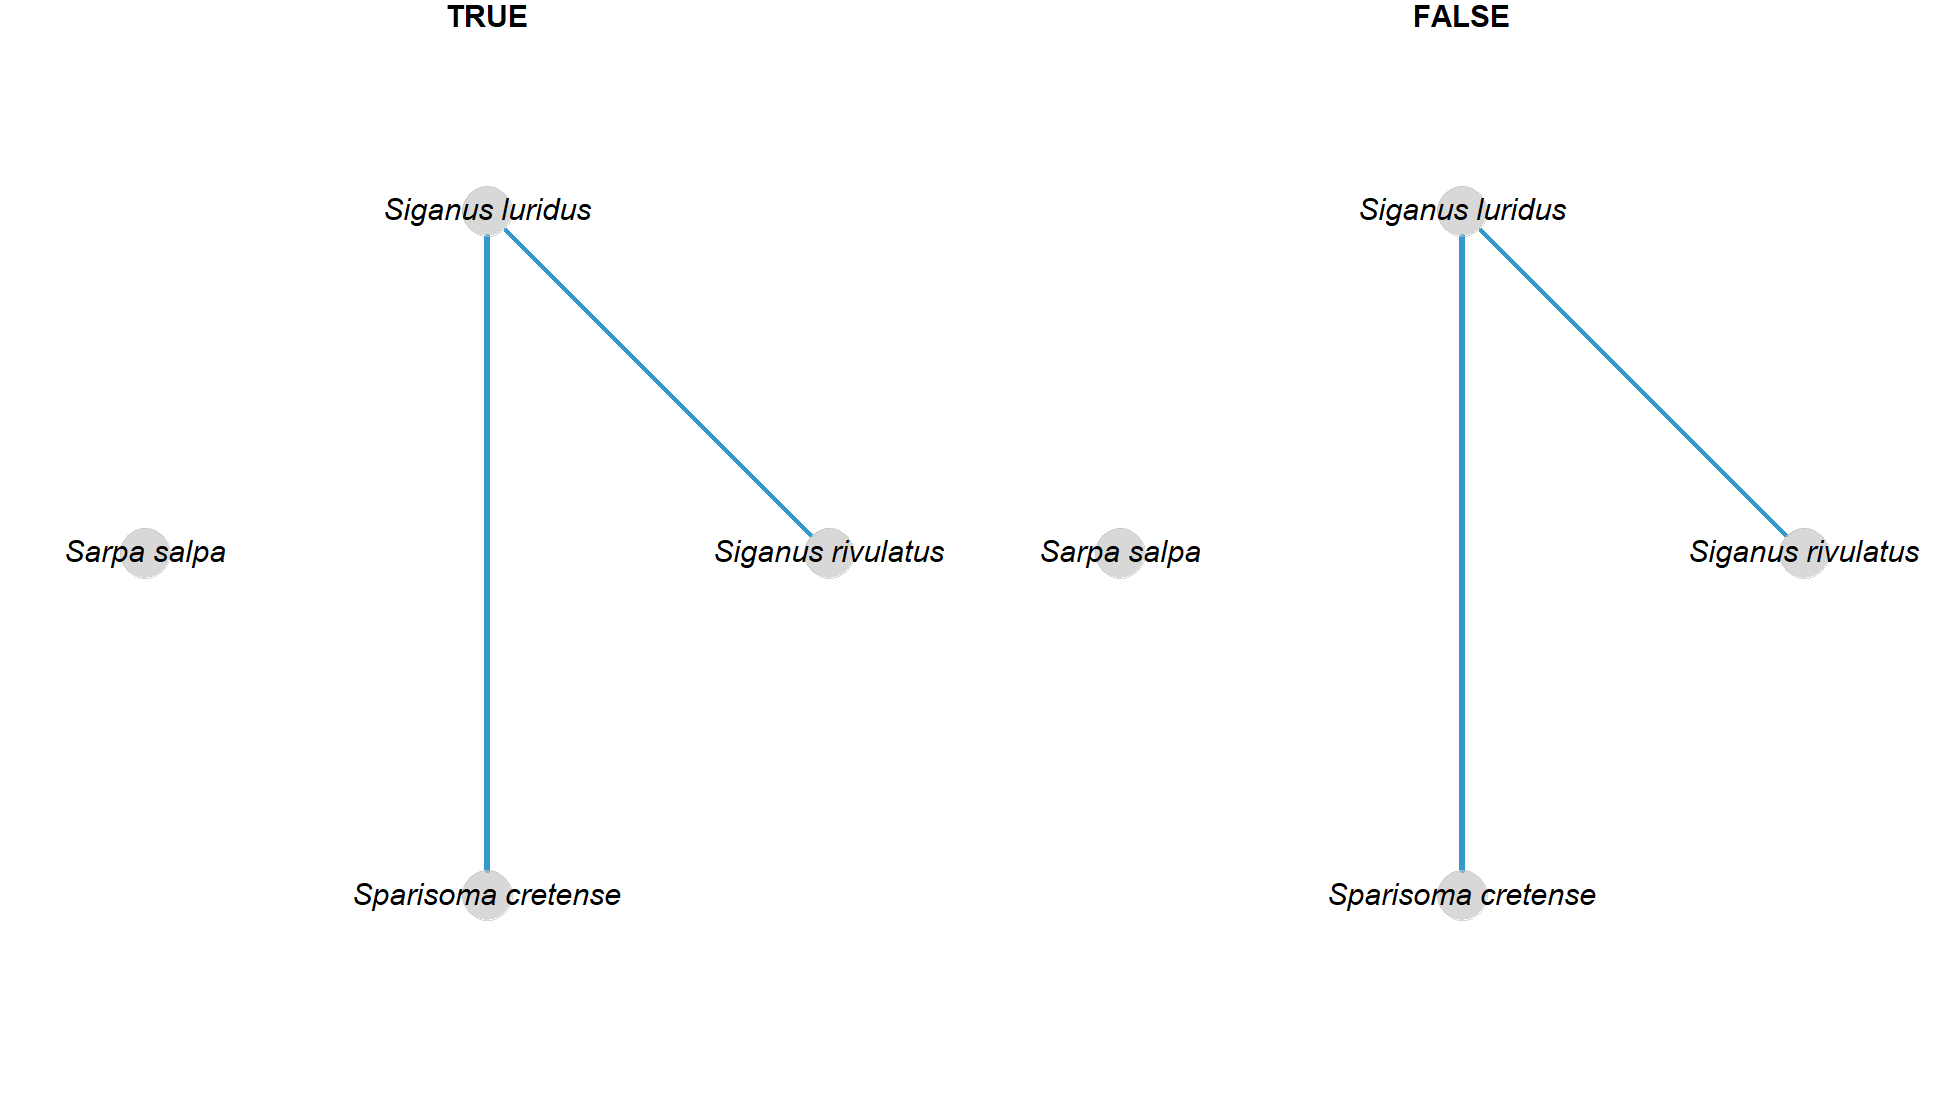 TRUE
Siganus luridus
Sarpa salpa
Siganus rivulatus
Sparisoma cretense
FALSE
Siganus luridus
Sarpa salpa
Siganus rivulatus
Sparisoma cretense